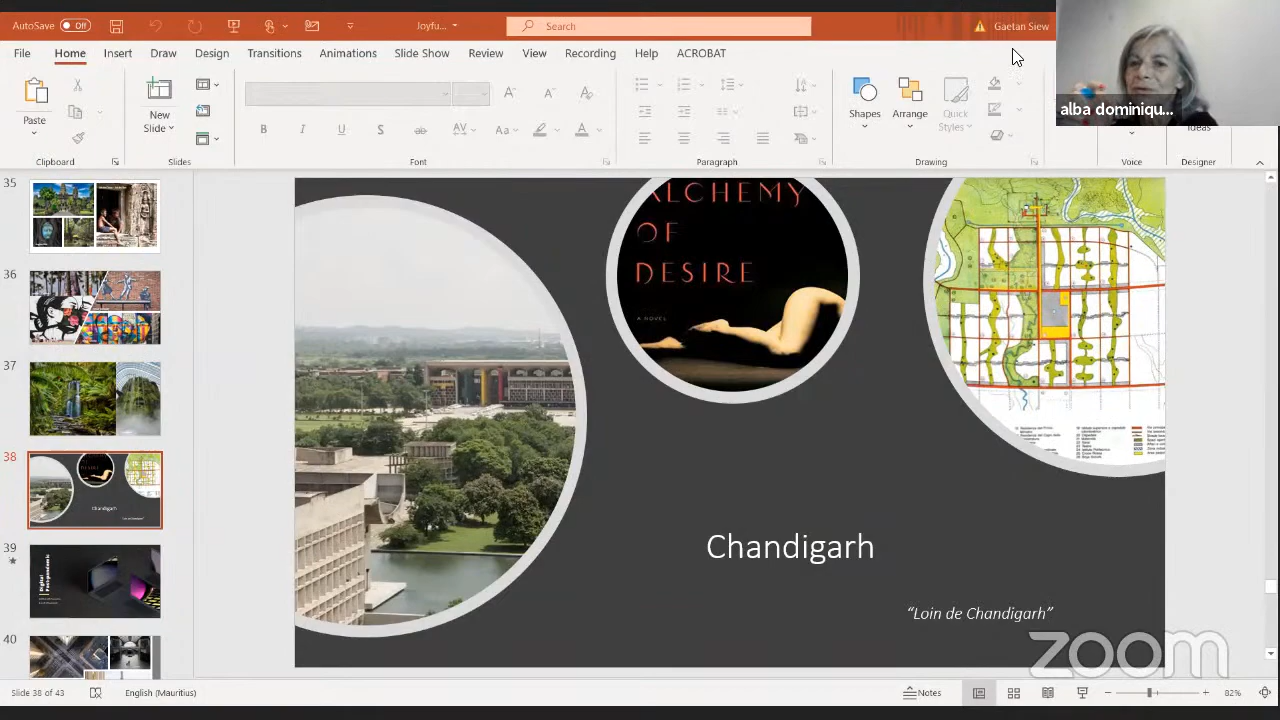 AutoSave Off Joyfu... Search Gaetan Siew
File Home Insert Draw Design Transitions Animations Slide Show Review View Recording Help ACROBAT
alba dominiqu...
Paste New Slide Shapes Arrange Quick Styles Ideas
B I U S ab AV Aa A
Clipboard Slides Font Paragraph Drawing Voice Designer
35
36
37
38
39
40
ALCHEMY
OF
DESIRE
A NOVEL
Chandigarh
“Loin de Chandigarh”
zoom
Slide 38 of 43 English (Mauritius) Notes 82%